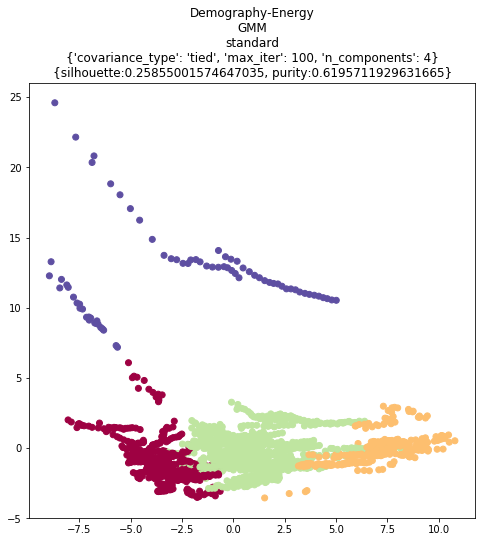 Demography-Energy
GMM
standard
{'covariance_type': 'tied', 'max_iter': 100, 'n_components': 4}
{silhouette:0.25855001574647035, purity:0.6195711929631665}
25
20
15
10
5
0
−5
−7.5 −5.0 −2.5 0.0 2.5 5.0 7.5 10.0